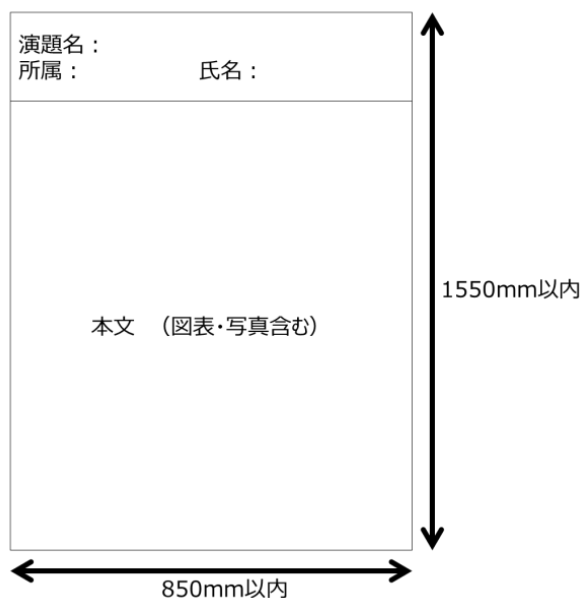 演題名：
所属：　　　　　氏名：
1550mm以内
本文　（図表・写真含む）
850mm以内